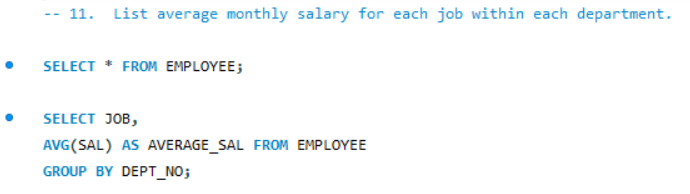 -- 11. List average monthly salary for each job within each department.
SELECT * FROM EMPLOYEE;
SELECT JOB,
AVG(SAL) AS AVERAGE_SAL FROM EMPLOYEE
GROUP BY DEPT_NO;